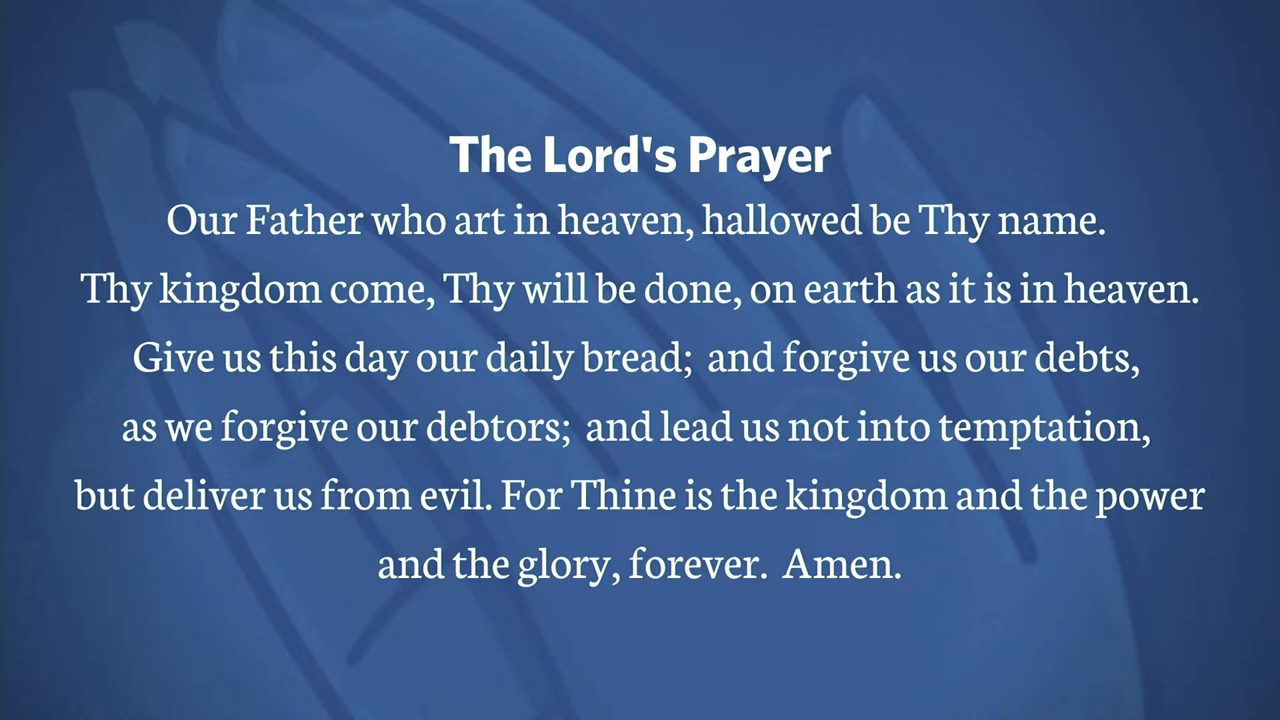 The Lord's Prayer
Our Father who art in heaven, hallowed be Thy name.
Thy kingdom come, Thy will be done, on earth as it is in heaven.
Give us this day our daily bread;  and forgive us our debts,
as we forgive our debtors;  and lead us not into temptation,
but deliver us from evil. For Thine is the kingdom and the power
and the glory, forever.  Amen.